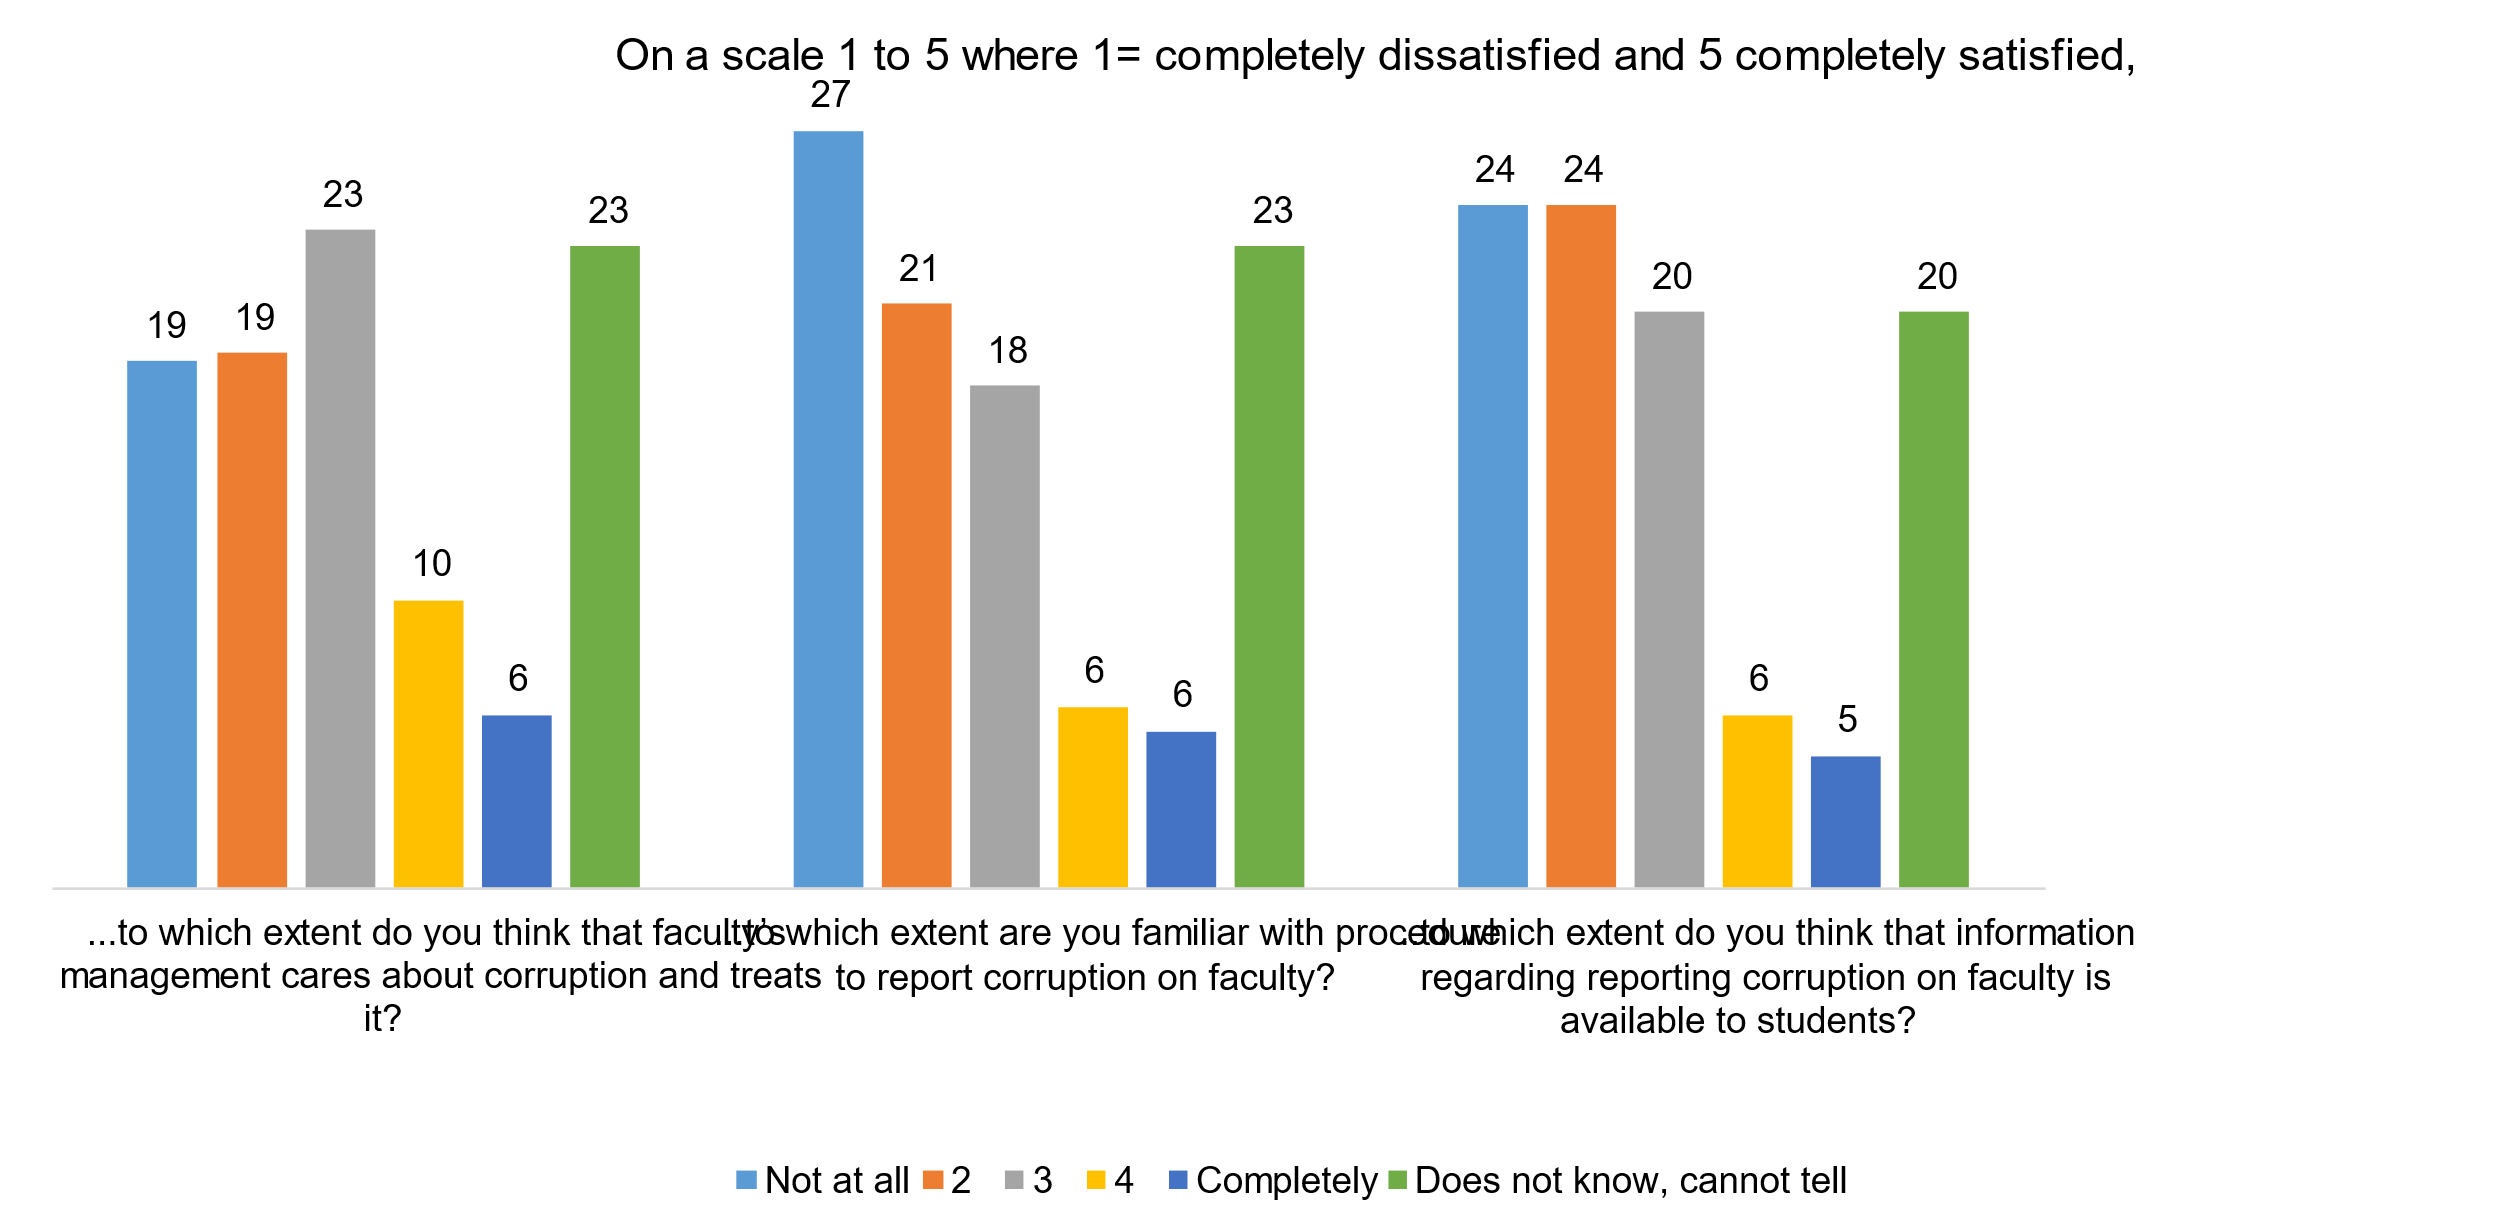 On a scale 1 to 5 where 1= completely dissatisfied and 5 completely satisfied,
27
24
24
23
23
23
21
20
20
19
19
18
10
6
6
6
6
5
...to which extent do you think that faculty's
management cares about corruption and treats
it?
...to which extent are you familiar with procedure
to report corruption on faculty?
...to which extent do you think that information
regarding reporting corruption on faculty is
available to students?
Not at all
2
3
4
Completely
Does not know, cannot tell